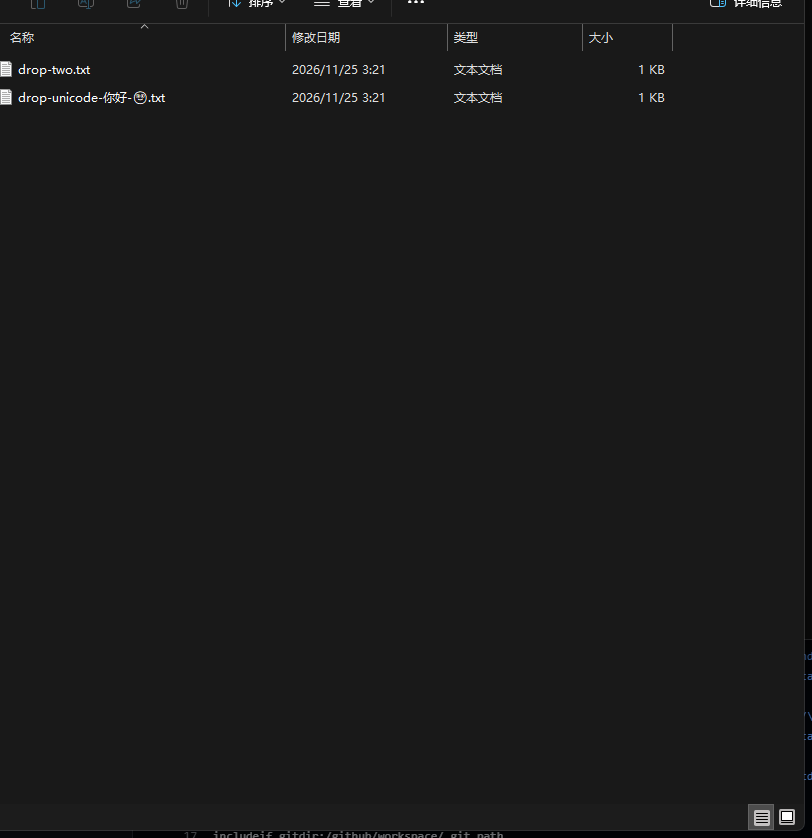 排序 查看 ··· 详细信息
名称 修改日期 类型 大小
drop-two.txt 2026/11/25 3:21 文本文档 1 KB
drop-unicode-你好-🥹.txt 2026/11/25 3:21 文本文档 1 KB
17 includeif.gitdir:/github/workspace/.git.path